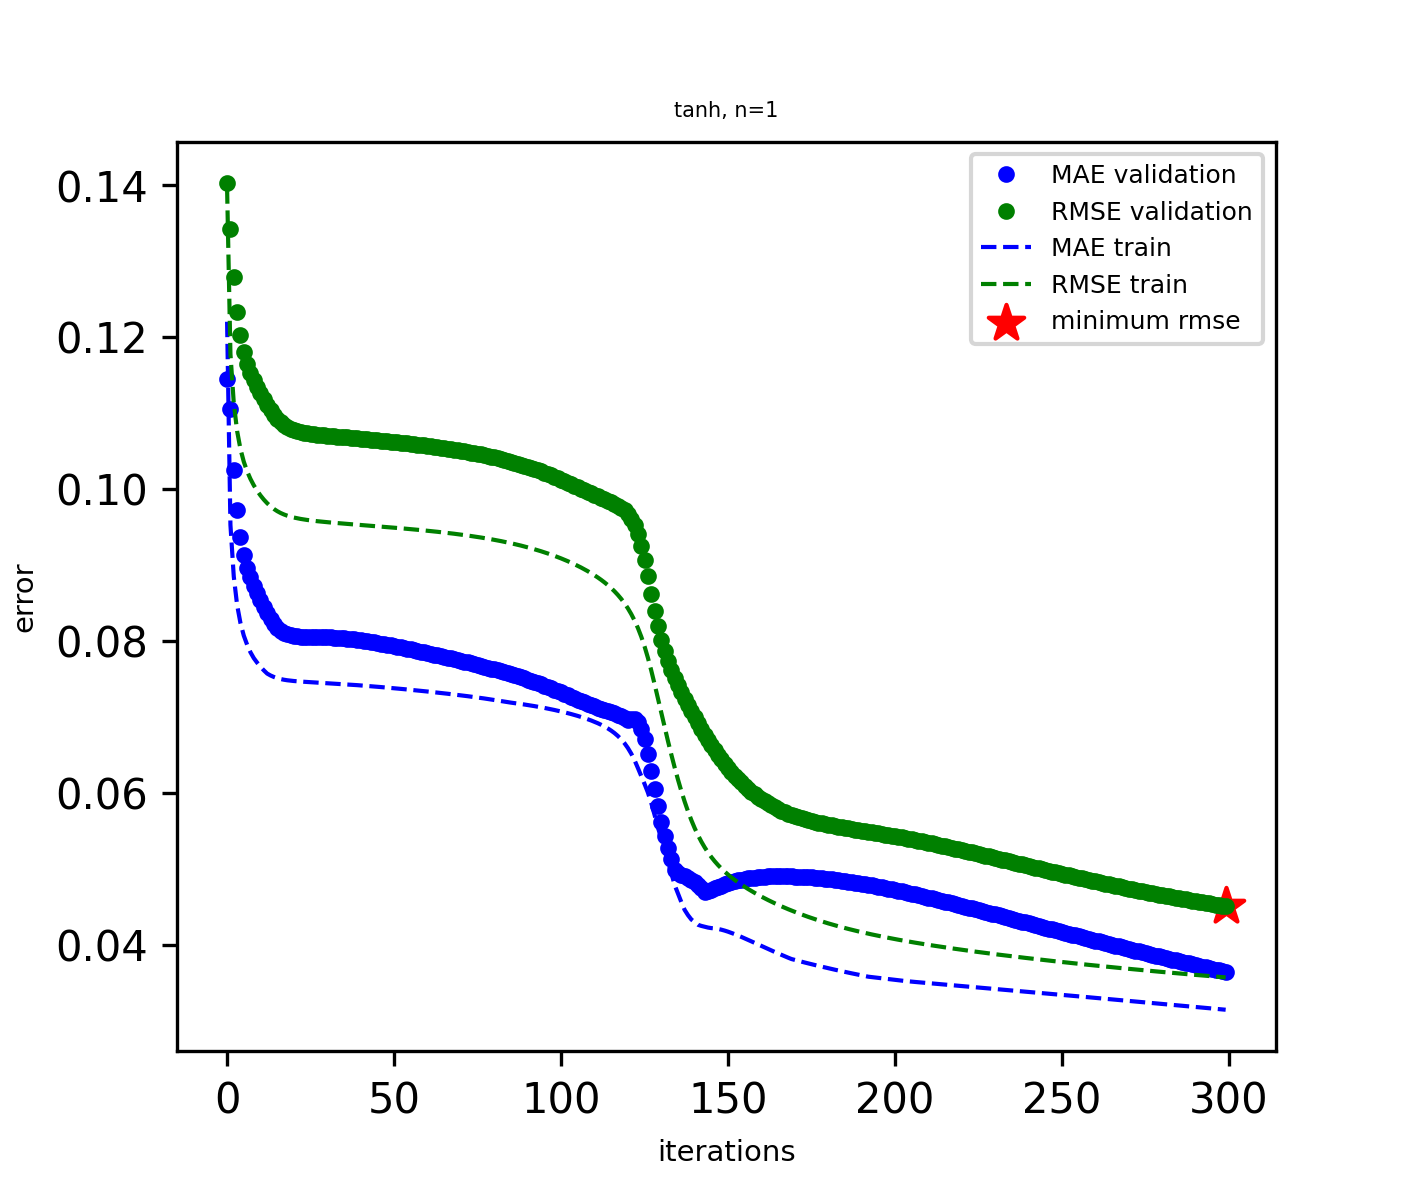 tanh, n=1
MAE validation
RMSE validation
MAE train
RMSE train
minimum rmse
error
0.14
0.12
0.10
0.08
0.06
0.04
0 50 100 150 200 250 300
iterations